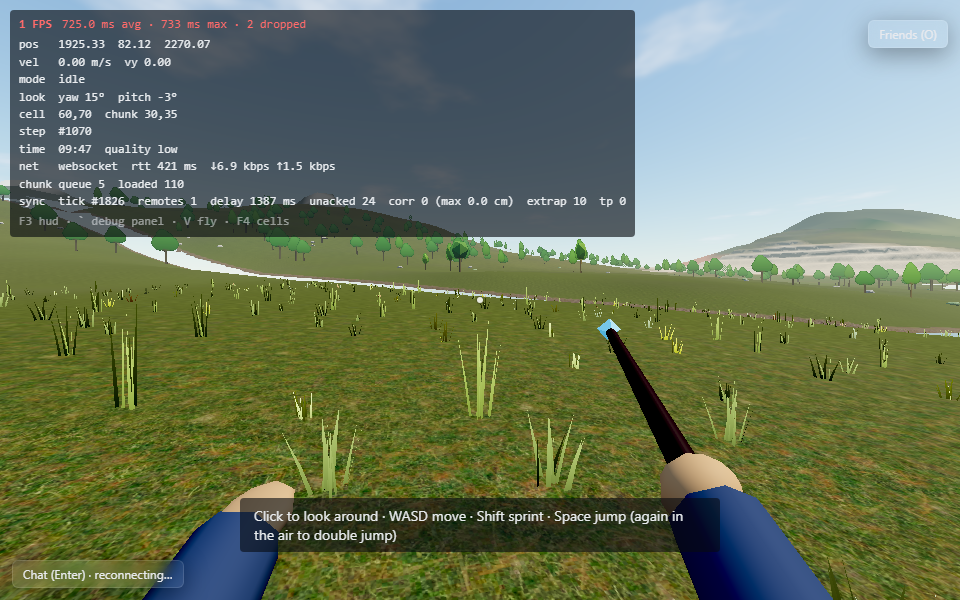 1 FPS 725.0 ms avg · 733 ms max · 2 dropped
pos 1925.33 82.12 2270.07
vel 0.00 m/s vy 0.00
mode idle
look yaw 15° pitch -3°
cell 60,70 chunk 30,35
step #1070
time 09:47 quality low
net websocket rtt 421 ms ↓6.9 kbps ↑1.5 kbps
chunk queue 5 loaded 110
sync tick #1826 remotes 1 delay 1387 ms unacked 24 corr 0 (max 0.0 cm) extrap 10 tp 0
F3 hud · ` debug panel · V fly · F4 cells
Friends (O)
Click to look around · WASD move · Shift sprint · Space jump (again in
the air to double jump)
Chat (Enter) · reconnecting...